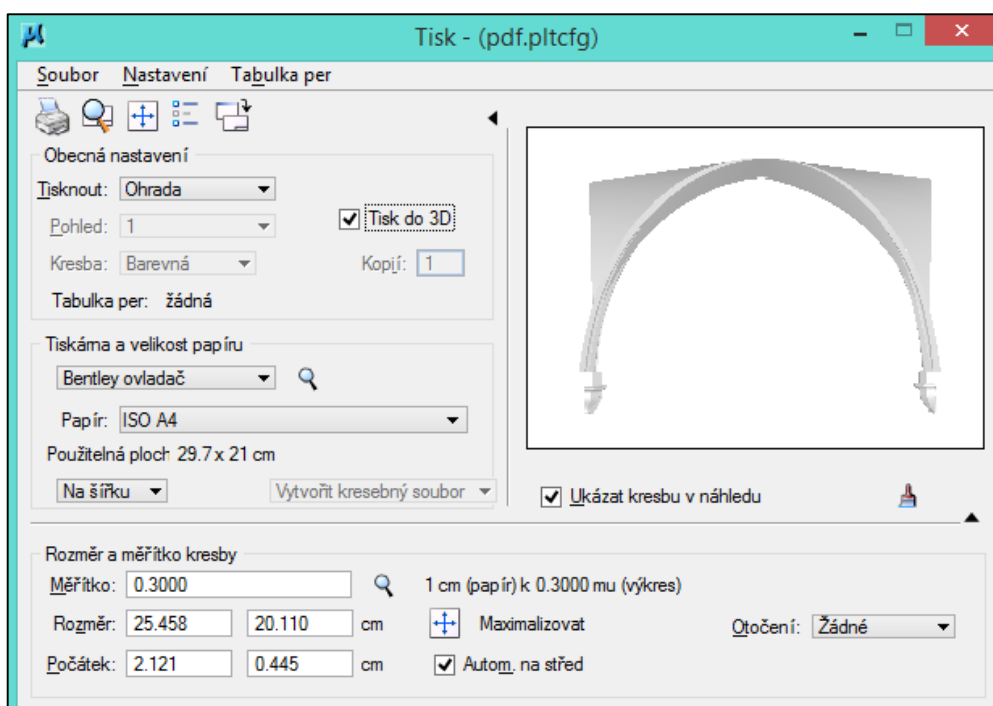 Tisk - (pdf.pltcfg)
Soubor Nastavení Tabulka per
Obecná nastavení
Tisknout: Ohrada
Tisk do 3D
Pohled: 1
Kresba: Barevná
Kopií: 1
Tabulka per: žádná
Tiskárna a velikost papíru
Bentley ovladač
Papír: ISO A4
Použitelná ploch 29.7 x 21 cm
Na šířku Vytvořit kresebný soubor
Ukázat kresbu v náhledu
Rozměr a měřítko kresby
Měřítko: 0.3000 1 cm (papír) k 0.3000 mu (výkres)
Rozměr: 25.458 20.110 cm Maximalizovat
Otočení: Žádné
Počátek: 2.121 0.445 cm Autom. na střed